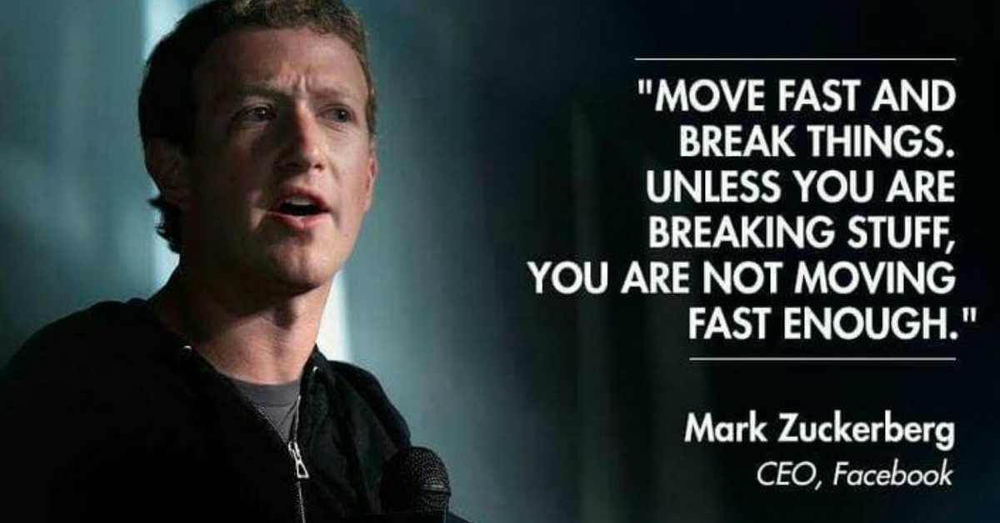 "MOVE FAST AND
BREAK THINGS.
UNLESS YOU ARE
BREAKING STUFF,
YOU ARE NOT MOVING
FAST ENOUGH."
Mark Zuckerberg
CEO, Facebook